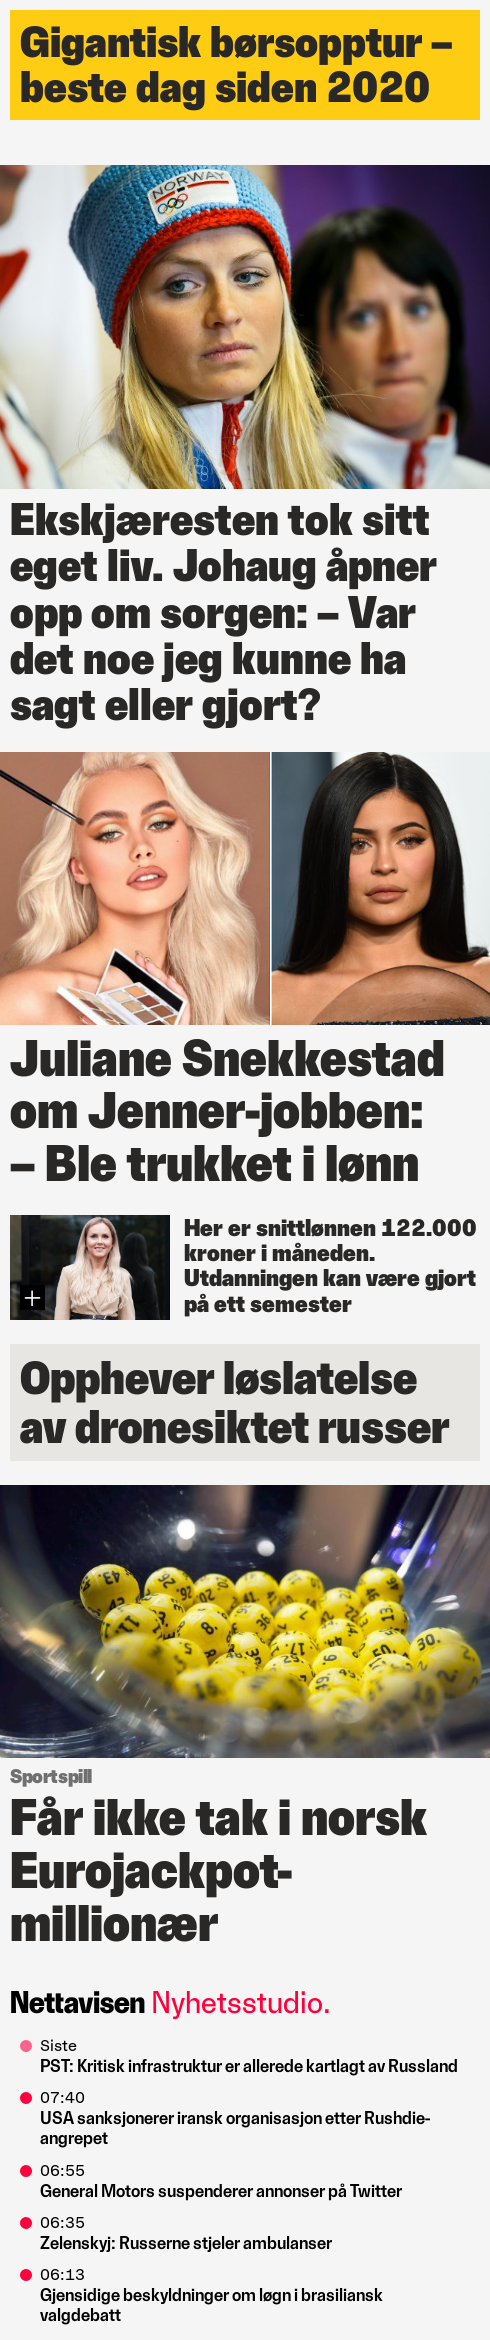 Gigantisk børsopptur –
beste dag siden 2020
NORWAY
Ekskjæresten tok sitt
eget liv. Johaug åpner
opp om sorgen: – Var
det noe jeg kunne ha
sagt eller gjort?
Juliane Snekkestad
om Jenner-jobben:
– Ble trukket i lønn
Her er snittlønnen 122.000
kroner i måneden.
Utdanningen kan være gjort
på ett semester
Opphever løslatelse
av dronesiktet russer
43.
30.
8.
17.
Sportspill
Får ikke tak i norsk
Eurojackpot-
millionær
Nettavisen Nyhetsstudio.
Siste
PST: Kritisk infrastruktur er allerede kartlagt av Russland
07:40
USA sanksjonerer iransk organisasjon etter Rushdie-
angrepet
06:55
General Motors suspenderer annonser på Twitter
06:35
Zelenskyj: Russerne stjeler ambulanser
06:13
Gjensidige beskyldninger om løgn i brasiliansk
valgdebatt